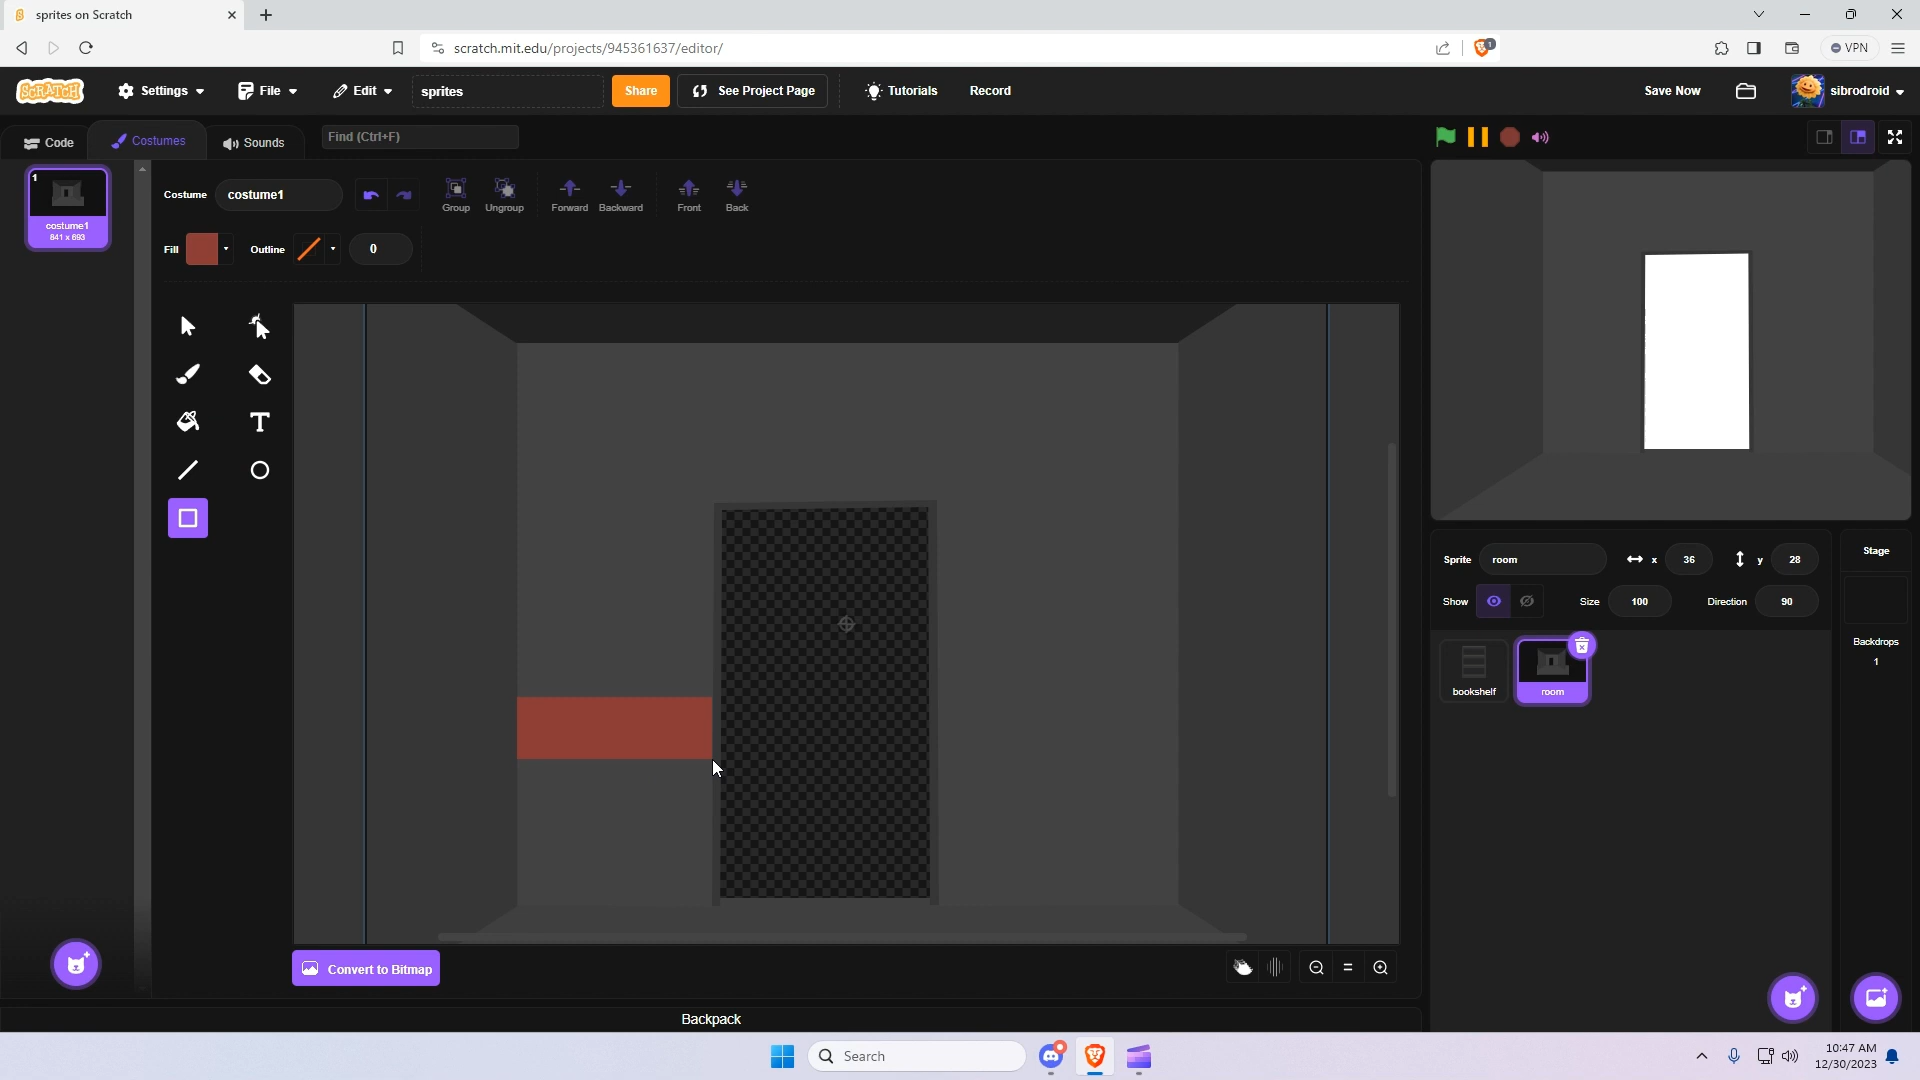 sprites on Scratch
scratch.mit.edu/projects/945361637/editor/
1
VPN
SCRATCH
Settings
File
Edit
sprites
Share
See Project Page
Tutorials
Record
Save Now
sibrodroid
Code
Costumes
Sounds
Find (Ctrl+F)
1
costume1
841 x 693
Costume
costume1
Group
Ungroup
Forward
Backward
Front
Back
Fill
Outline
0
Convert to Bitmap
Backpack
Sprite
room
x
36
y
28
Show
Size
100
Direction
90
Stage
Backdrops
1
bookshelf
room
Search
10:47 AM
12/30/2023